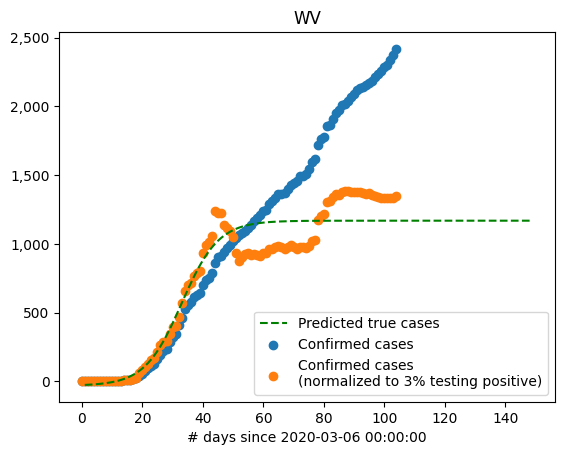 WV
2,500
2,000
1,500
1,000
500
0
Predicted true cases
Confirmed cases
Confirmed cases
(normalized to 3% testing positive)
0 20 40 60 80 100 120 140
# days since 2020-03-06 00:00:00